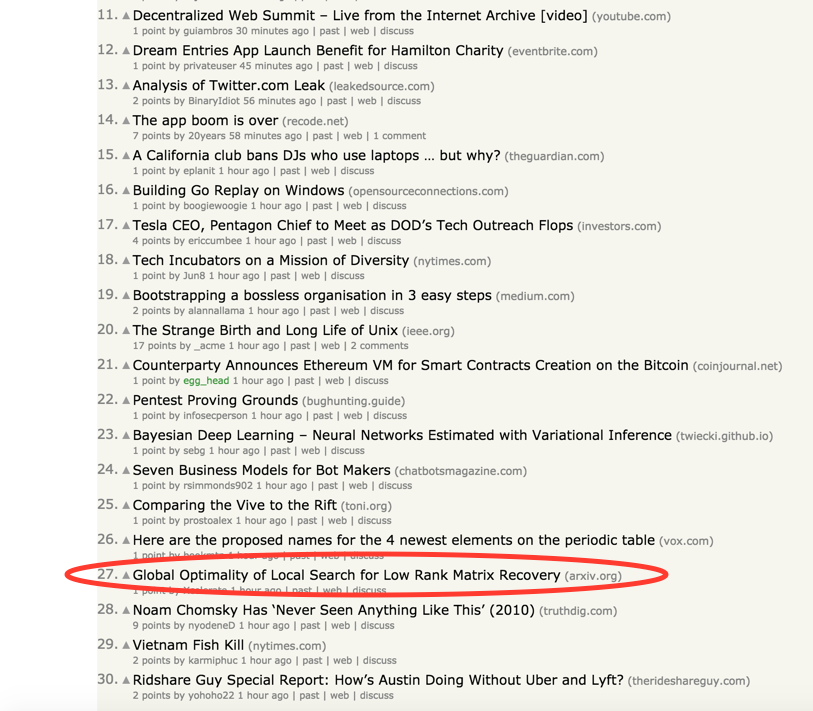 11. Decentralized Web Summit – Live from the Internet Archive [video] (youtube.com)
1 point by guiambros 30 minutes ago | past | web | discuss
12. Dream Entries App Launch Benefit for Hamilton Charity (eventbrite.com)
1 point by privateuser 45 minutes ago | past | web | discuss
13. Analysis of Twitter.com Leak (leakedsource.com)
2 points by BinaryIdiot 56 minutes ago | past | web | discuss
14. The app boom is over (recode.net)
7 points by 20years 58 minutes ago | past | web | 1 comment
15. A California club bans DJs who use laptops ... but why? (theguardian.com)
1 point by eplanit 1 hour ago | past | web | discuss
16. Building Go Replay on Windows (opensourceconnections.com)
1 point by boogiewoogie 1 hour ago | past | web | discuss
17. Tesla CEO, Pentagon Chief to Meet as DOD’s Tech Outreach Flops (investors.com)
4 points by ericcumbee 1 hour ago | past | web | discuss
18. Tech Incubators on a Mission of Diversity (nytimes.com)
1 point by Jun8 1 hour ago | past | web | discuss
19. Bootstrapping a bossless organisation in 3 easy steps (medium.com)
2 points by alannallama 1 hour ago | past | web | discuss
20. The Strange Birth and Long Life of Unix (ieee.org)
17 points by _acme 1 hour ago | past | web | 2 comments
21. Counterparty Announces Ethereum VM for Smart Contracts Creation on the Bitcoin (coinjournal.net)
1 point by egg_head 1 hour ago | past | web | discuss
22. Pentest Proving Grounds (bughunting.guide)
1 point by infosecperson 1 hour ago | past | web | discuss
23. Bayesian Deep Learning – Neural Networks Estimated with Variational Inference (twiecki.github.io)
1 point by sebg 1 hour ago | past | web | discuss
24. Seven Business Models for Bot Makers (chatbotsmagazine.com)
1 point by rsimmonds902 1 hour ago | past | web | discuss
25. Comparing the Vive to the Rift (toni.org)
1 point by prostoalex 1 hour ago | past | web | discuss
26. Here are the proposed names for the 4 newest elements on the periodic table (vox.com)
1 point by 1 hour ago | past | web | discuss
27. Global Optimality of Local Search for Low Rank Matrix Recovery (arxiv.org)
1 point by 1 hour ago | past | web | discuss
28. Noam Chomsky Has ‘Never Seen Anything Like This’ (2010) (truthdig.com)
9 points by nyodeneD 1 hour ago | past | web | discuss
29. Vietnam Fish Kill (nytimes.com)
2 points by karmiphuc 1 hour ago | past | web | discuss
30. Ridshare Guy Special Report: How’s Austin Doing Without Uber and Lyft? (therideshareguy.com)
2 points by yohoho22 1 hour ago | past | web | discuss